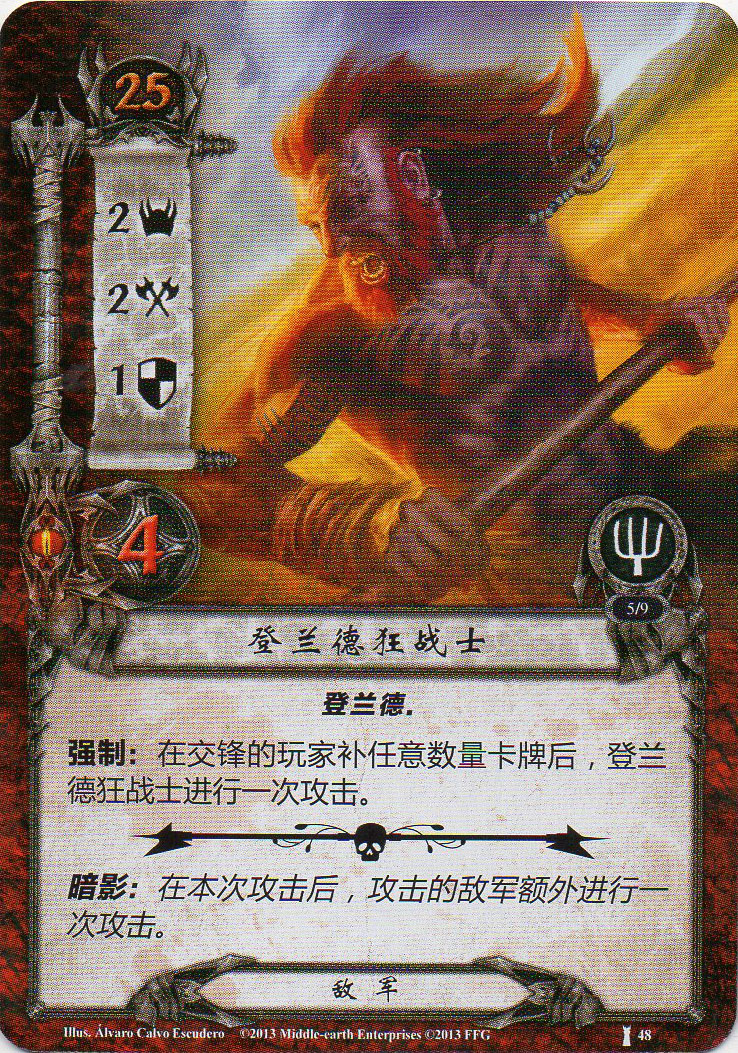 25
2
2
1
4
5/9
登兰德狂战士
登兰德.
强制：在交锋的玩家补任意数量卡牌后，登兰
德狂战士进行一次攻击。
暗影：在本次攻击后，攻击的敌军额外进行一
次攻击。
敌军
Illus. Álvaro Calvo Escudero ©2013 Middle-earth Enterprises ©2013 FFG 48